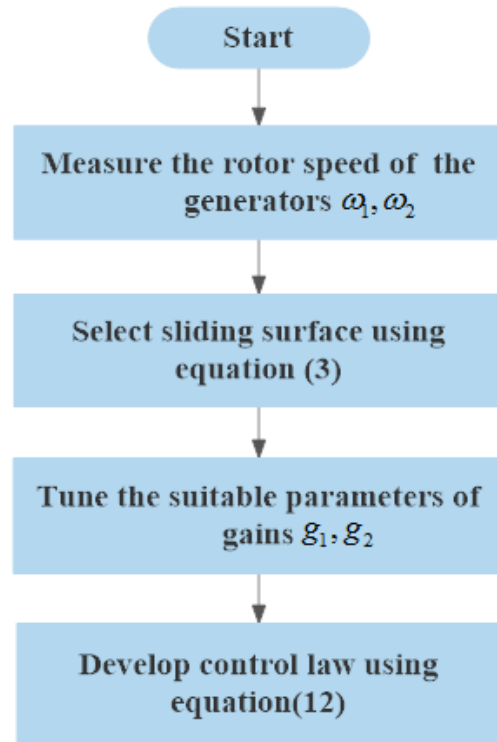 Start
Measure the rotor speed of the
generators ω₁, ω₂
Select sliding surface using
equation (3)
Tune the suitable parameters of
gains g₁, g₂
Develop control law using
equation(12)